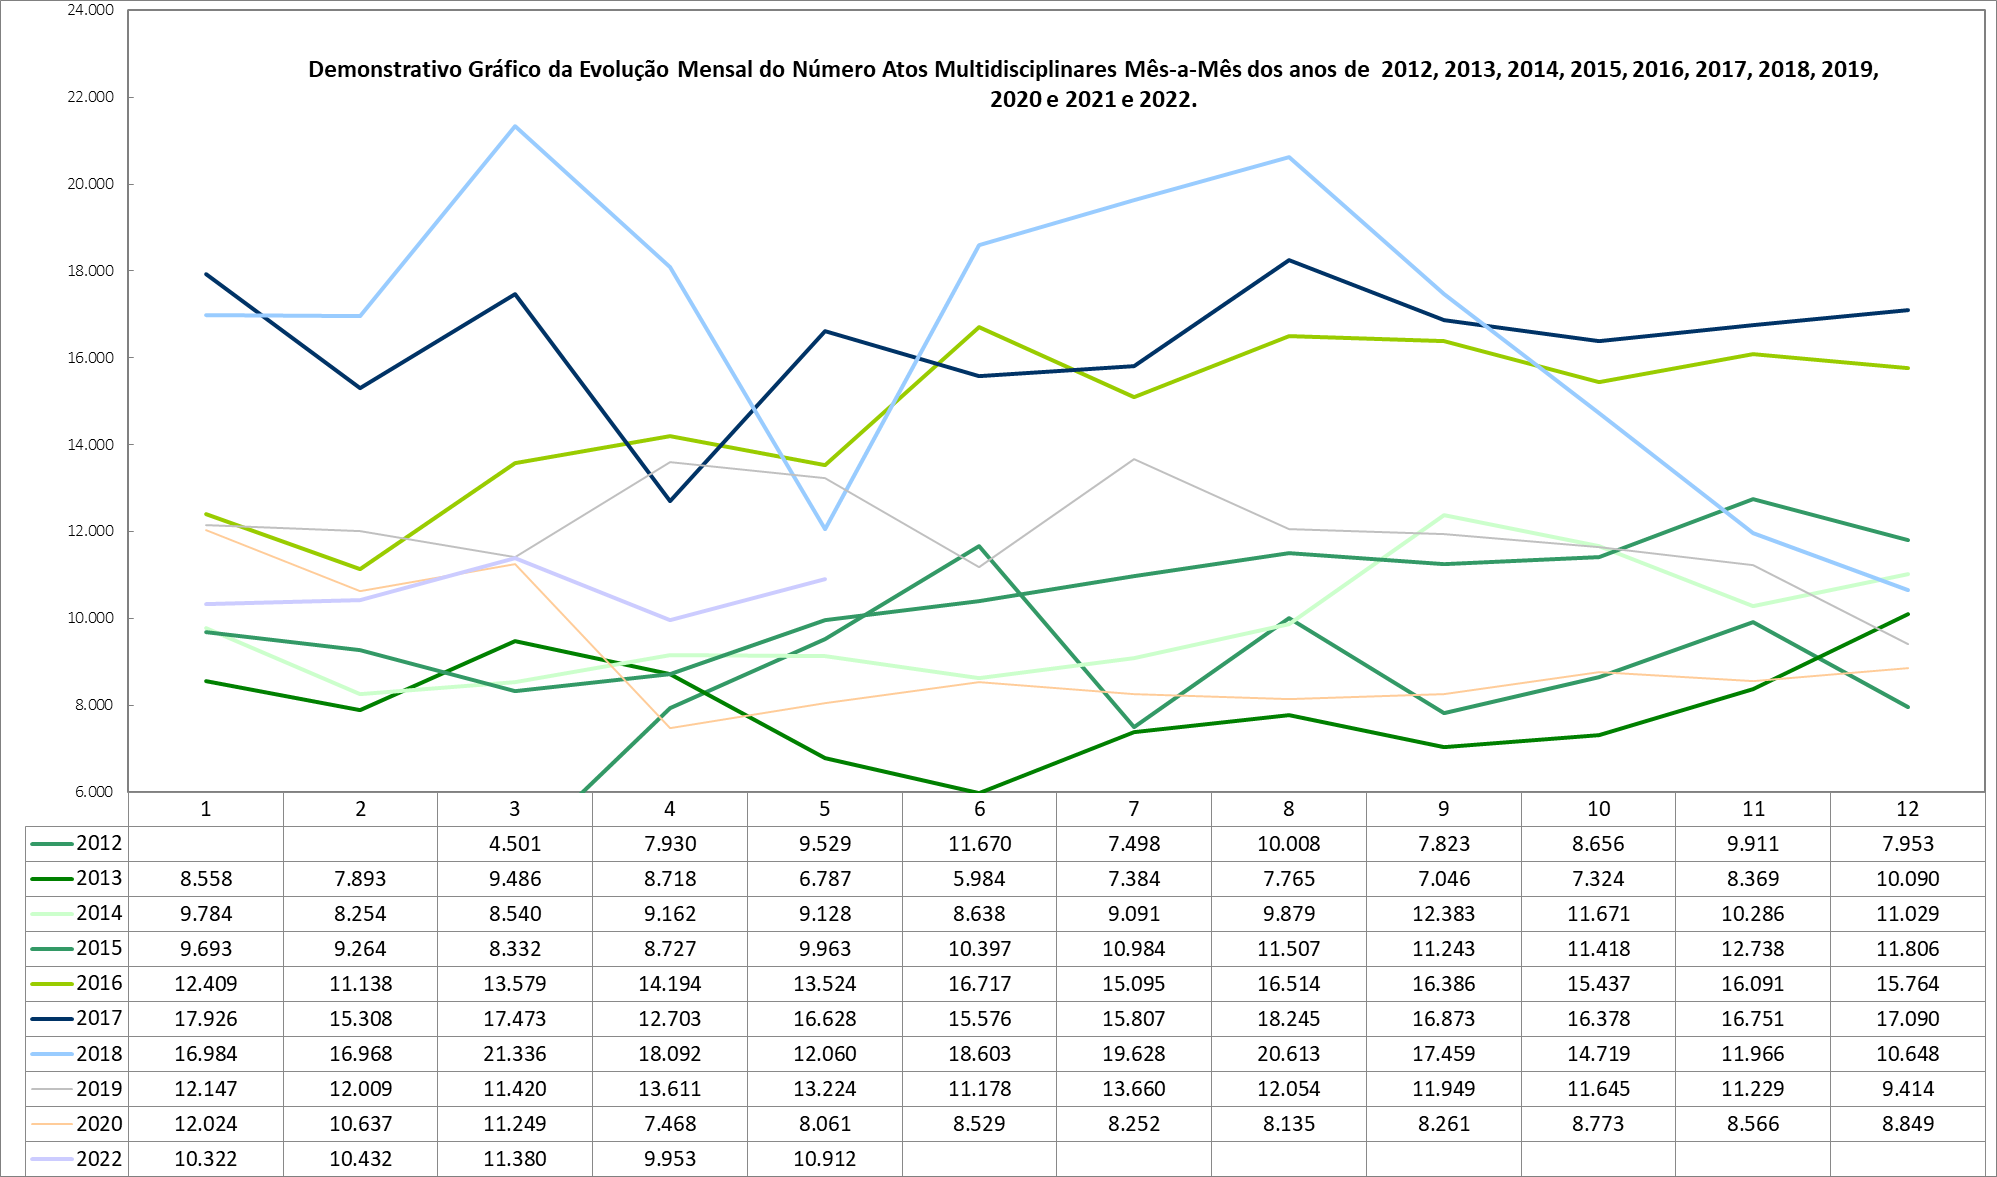 24.000
Demonstrativo Gráfico da Evolução Mensal do Número Atos Multidisciplinares Mês-a-Mês dos anos de 2012, 2013, 2014, 2015, 2016, 2017, 2018, 2019,
2020 e 2021 e 2022.
22.000
20.000
18.000
16.000
14.000
12.000
10.000
8.000
6.000
1 2 3 4 5 6 7 8 9 10 11 12
2012 4.501 7.930 9.529 11.670 7.498 10.008 7.823 8.656 9.911 7.953
2013 8.558 7.893 9.486 8.718 6.787 5.984 7.384 7.765 7.046 7.324 8.369 10.090
2014 9.784 8.254 8.540 9.162 9.128 8.638 9.091 9.879 12.383 11.671 10.286 11.029
2015 9.693 9.264 8.332 8.727 9.963 10.397 10.984 11.507 11.243 11.418 12.738 11.806
2016 12.409 11.138 13.579 14.194 13.524 16.717 15.095 16.514 16.386 15.437 16.091 15.764
2017 17.926 15.308 17.473 12.703 16.628 15.576 15.807 18.245 16.873 16.378 16.751 17.090
2018 16.984 16.968 21.336 18.092 12.060 18.603 19.628 20.613 17.459 14.719 11.966 10.648
2019 12.147 12.009 11.420 13.611 13.224 11.178 13.660 12.054 11.949 11.645 11.229 9.414
2020 12.024 10.637 11.249 7.468 8.061 8.529 8.252 8.135 8.261 8.773 8.566 8.849
2022 10.322 10.432 11.380 9.953 10.912